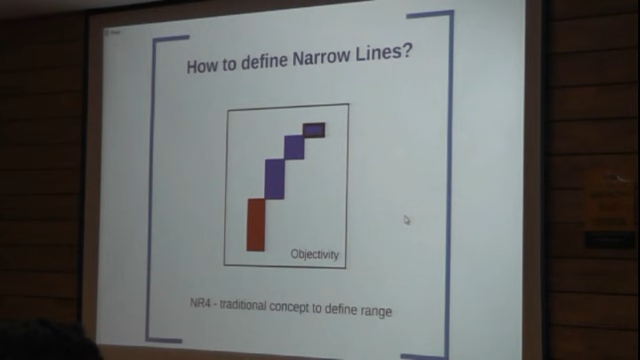 How to define Narrow Lines?
Objectivity
NR4 - traditional concept to define range